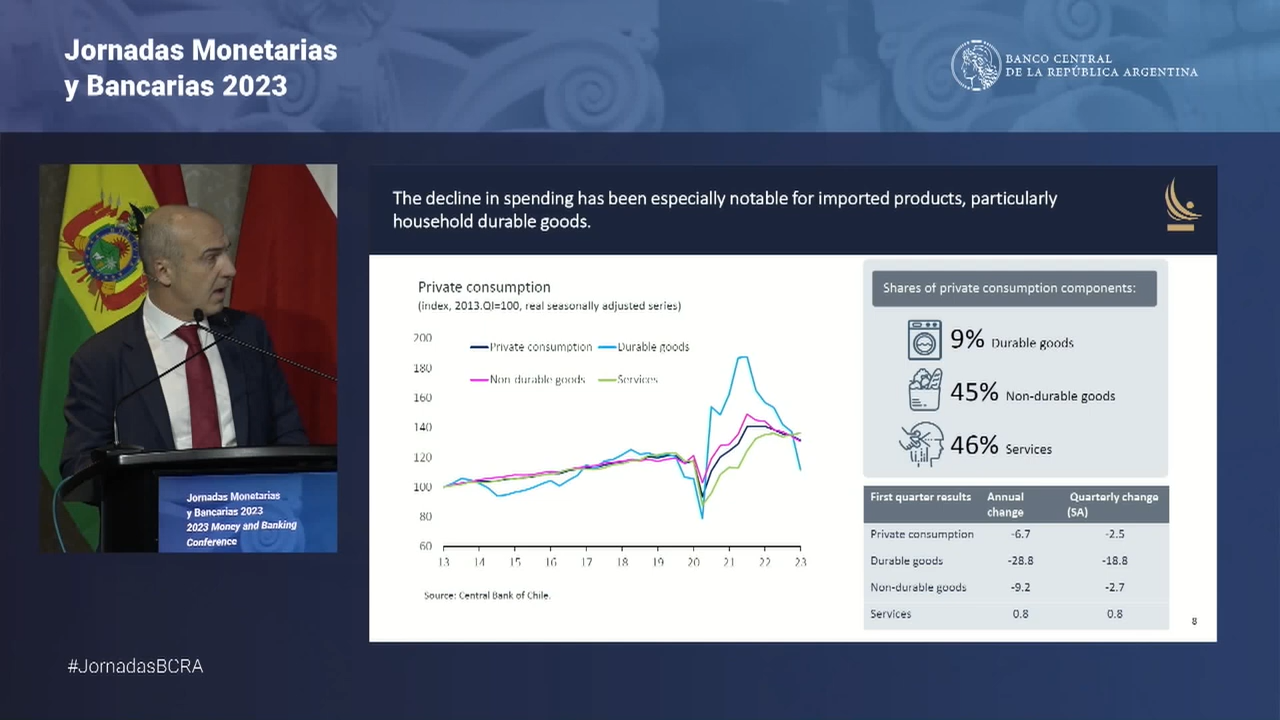 Jornadas Monetarias
y Bancarias 2023
BANCO CENTRAL
DE LA REPÚBLICA ARGENTINA
The decline in spending has been especially notable for imported products, particularly
household durable goods.
Private consumption
(index, 2013.QI=100, real seasonally adjusted series)
200
180
160
140
120
100
80
60
Private consumption
Durable goods
Non-durable goods
Services
13 14 15 16 17 18 19 20 21 22 23
Source: Central Bank of Chile.
Shares of private consumption components:
9% Durable goods
45% Non-durable goods
46% Services
First quarter results Annual change Quarterly change (SA)
Private consumption -6.7 -2.5
Durable goods -28.8 -18.8
Non-durable goods -9.2 -2.7
Services 0.8 0.8
8
Jornadas Monetarias
y Bancarias 2023
2023 Money and Banking
Conference
#JornadasBCRA